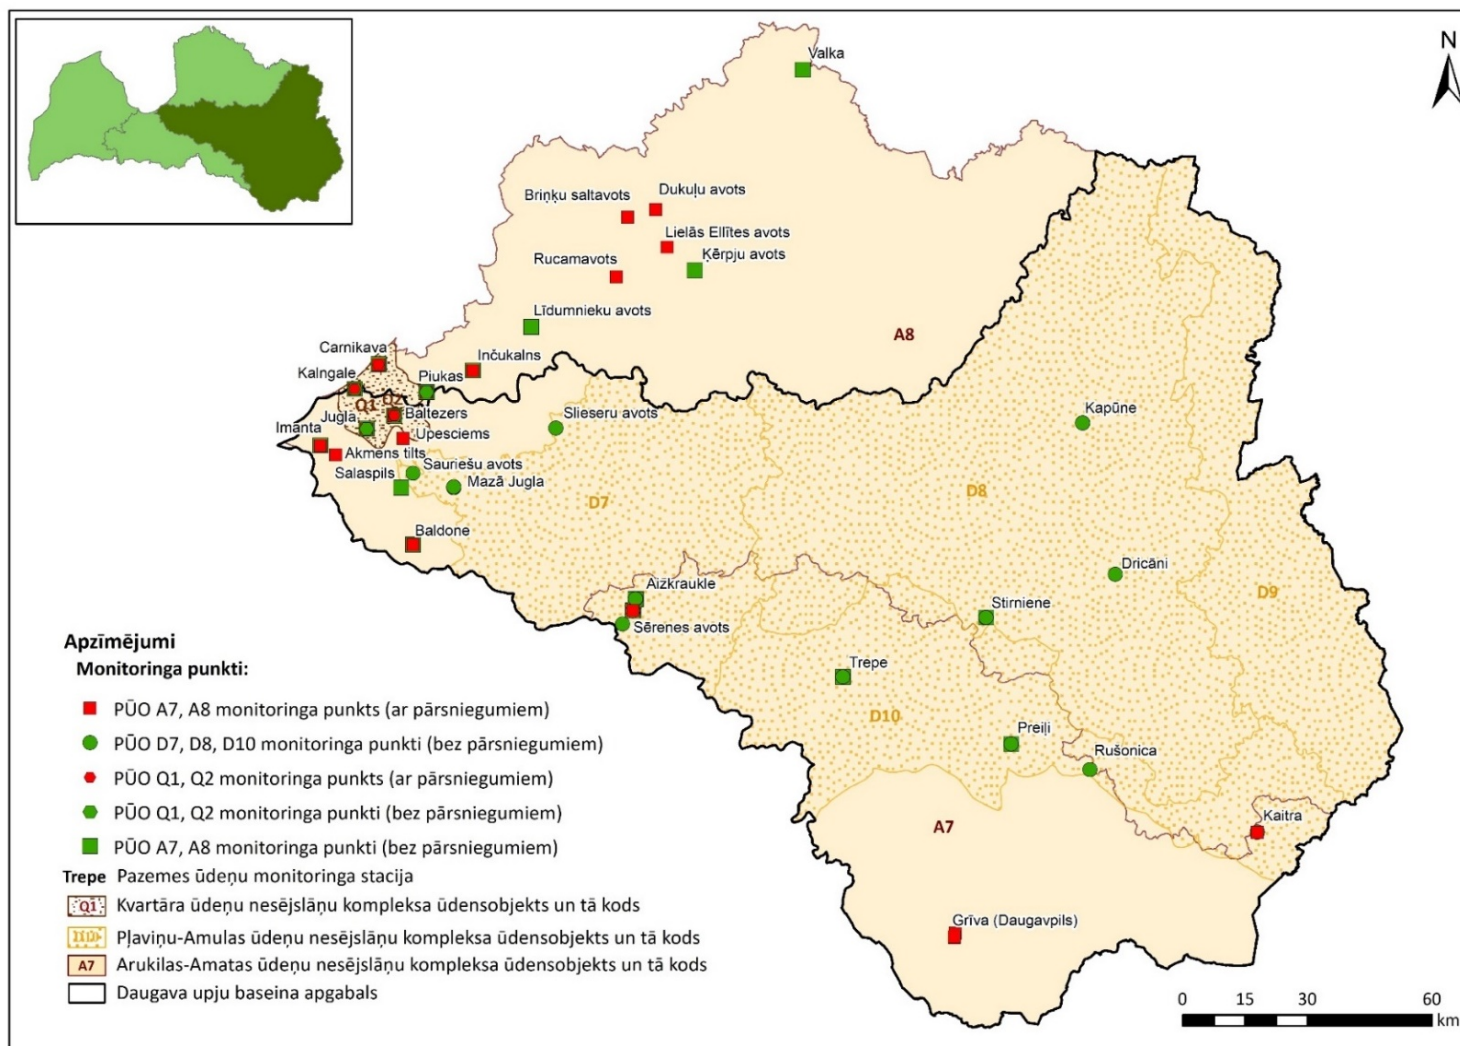 N
Valka
Briņķu saltavots
Dukuļu avots
Lielās Ellītes avots
Rucamavots
Ķērpju avots
Līdumnieku avots
A8
Carnikava
Inčukalns
Kalngale
Piukas
Q1
Q2
Baltezers
Jugla
Slieseru avots
Kapūne
Imanta
Upesciems
Akmens tilts
Sauriešu avots
Salaspils
Mazā Jugla
D7
D8
Baldone
Dricāni
Aizkraukle
D9
Stirniene
Sērenes avots
Trepe
D10
Preiļi
Rušonica
A7
Kaitra
Grīva (Daugavpils)
Apzīmējumi
Monitoringa punkti:
PŪO A7, A8 monitoringa punkts (ar pārsniegumiem)
PŪO D7, D8, D10 monitoringa punkti (bez pārsniegumiem)
PŪO Q1, Q2 monitoringa punkts (ar pārsniegumiem)
PŪO Q1, Q2 monitoringa punkti (bez pārsniegumiem)
PŪO A7, A8 monitoringa punkti (bez pārsniegumiem)
Trepe Pazemes ūdeņu monitoringa stacija
Q1 Kvartāra ūdeņu nesējslāņu kompleksa ūdensobjekts un tā kods
Pļaviņu-Amulas ūdeņu nesējslāņu kompleksa ūdensobjekts un tā kods
A7 Arukilas-Amatas ūdeņu nesējslāņu kompleksa ūdensobjekts un tā kods
Daugava upju baseina apgabals
0 15 30 60
km